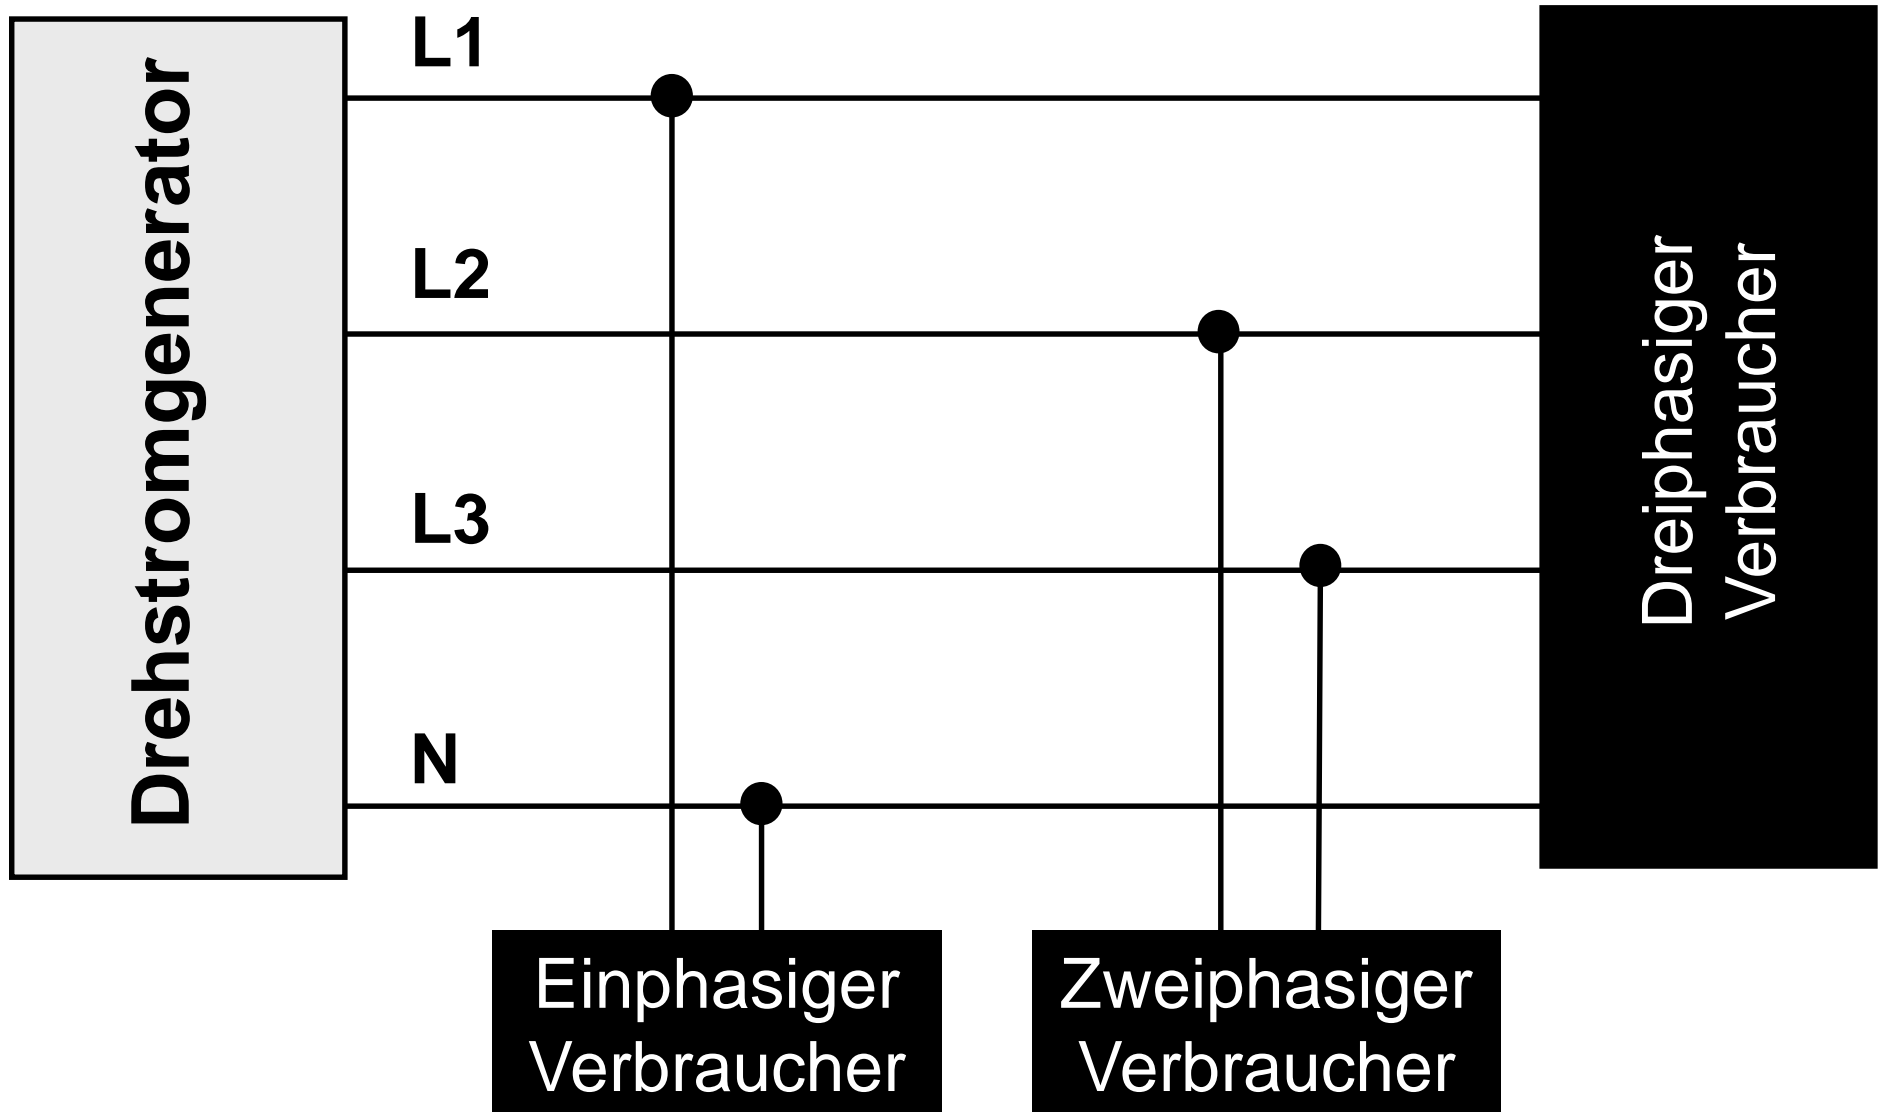 Drehstromgenerator
L1
L2
L3
N
Dreiphasiger
Verbraucher
Einphasiger
Verbraucher
Zweiphasiger
Verbraucher